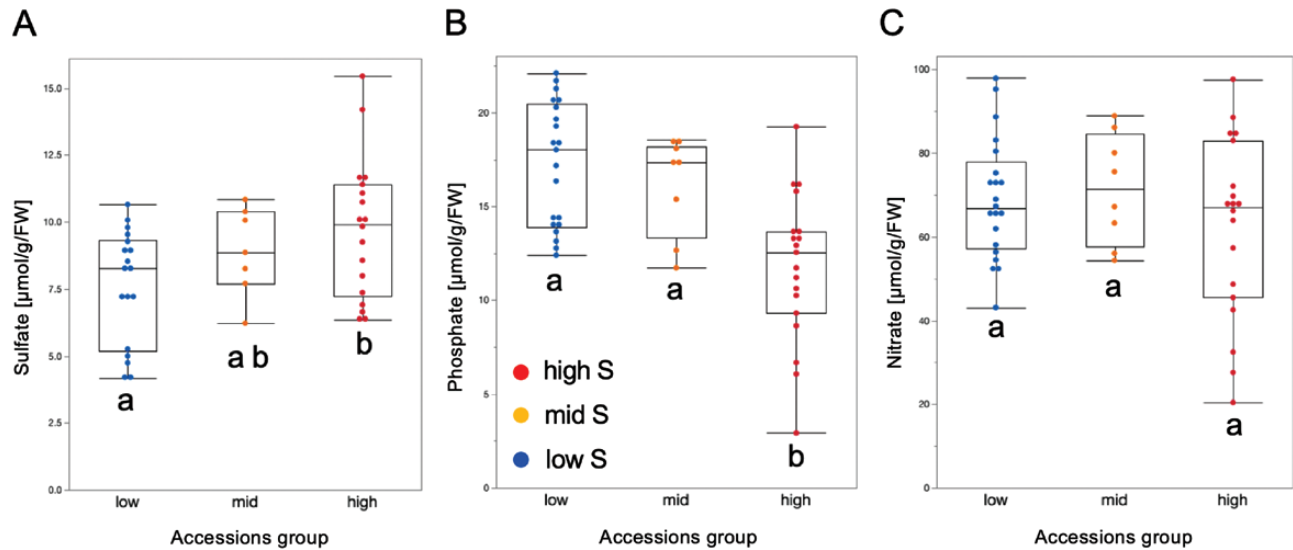 A
Sulfate [µmol/g/FW]
15.0
12.5
10.0
7.5
5.0
2.5
0.0
a
a b
b
low
mid
high
Accessions group
B
Phosphate [µmol/g/FW]
20
15
10
5
0
a
a
b
high S
mid S
low S
low
mid
high
Accessions group
C
Nitrate [µmol/g/FW]
100
80
60
40
20
0
a
a
a
low
mid
high
Accessions group